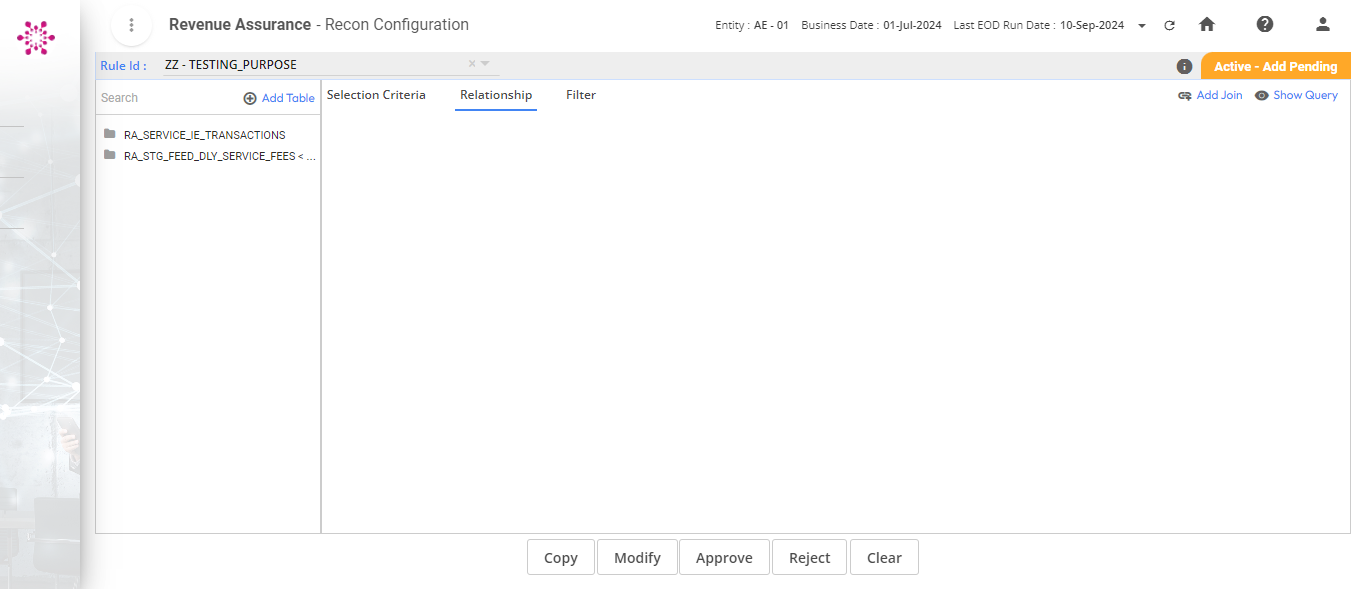 Revenue Assurance - Recon Configuration
Entity : AE - 01 Business Date : 01-Jul-2024 Last EOD Run Date : 10-Sep-2024
Rule Id : ZZ - TESTING_PURPOSE
Active - Add Pending
Search Add Table
Selection Criteria Relationship Filter
Add Join Show Query
RA_SERVICE_IE_TRANSACTIONS
RA_STG_FEED_DLY_SERVICE_FEES < ...
Copy Modify Approve Reject Clear